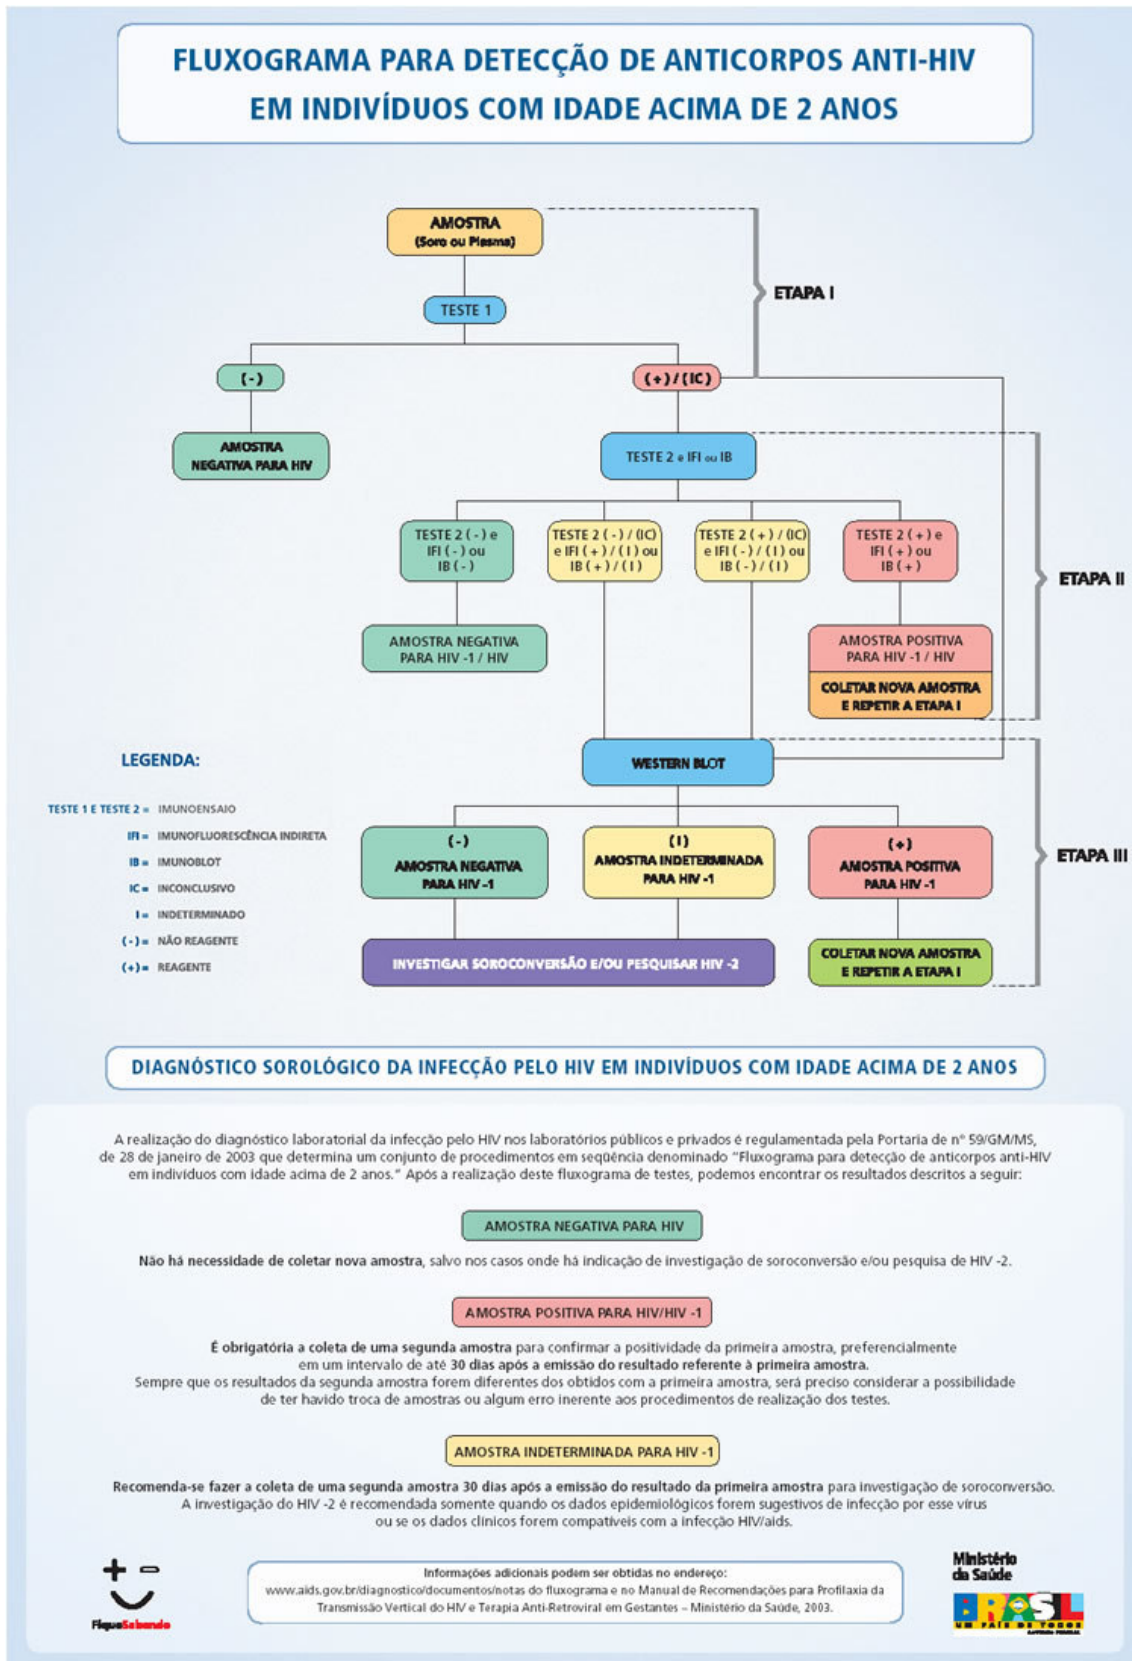 FLUXOGRAMA PARA DETECÇÃO DE ANTICORPOS ANTI-HIV
EM INDIVÍDUOS COM IDADE ACIMA DE 2 ANOS
AMOSTRA
(Soro ou Plasma)
ETAPA I
TESTE 1
(-)
(+) / (IC)
AMOSTRA
NEGATIVA PARA HIV
TESTE 2 e IFI ou IB
TESTE 2 (-) e
IFI (-) ou
IB (-)
TESTE 2 (-) / (IC)
e IFI (+) / (I) ou
IB (+) / (I)
TESTE 2 (+) / (IC)
e IFI (-) / (I) ou
IB (-) / (I)
TESTE 2 (+) e
IFI (+) ou
IB (+)
ETAPA II
AMOSTRA NEGATIVA
PARA HIV -1 / HIV
AMOSTRA POSITIVA
PARA HIV -1 / HIV
COLETAR NOVA AMOSTRA
E REPETIR A ETAPA I
WESTERN BLOT
(-)
AMOSTRA NEGATIVA
PARA HIV -1
(I)
AMOSTRA INDETERMINADA
PARA HIV -1
(+)
AMOSTRA POSITIVA
PARA HIV -1
ETAPA III
INVESTIGAR SOROCONVERSÃO E/OU PESQUISAR HIV -2
COLETAR NOVA AMOSTRA
E REPETIR A ETAPA I
LEGENDA:
TESTE 1 E TESTE 2 = IMUNOENSAIO
IFI = IMUNOFLUORESCÊNCIA INDIRETA
IB = IMUNOBLOT
IC = INCONCLUSIVO
I = INDETERMINADO
(-) = NÃO REAGENTE
(+) = REAGENTE
DIAGNÓSTICO SOROLÓGICO DA INFECÇÃO PELO HIV EM INDIVÍDUOS COM IDADE ACIMA DE 2 ANOS
A realização do diagnóstico laboratorial da infecção pelo HIV nos laboratórios públicos e privados é regulamentada pela Portaria de nº 59/GM/MS,
de 28 de janeiro de 2003 que determina um conjunto de procedimentos em seqüência denominado "Fluxograma para detecção de anticorpos anti-HIV
em indivíduos com idade acima de 2 anos." Após a realização deste fluxograma de testes, podemos encontrar os resultados descritos a seguir:
AMOSTRA NEGATIVA PARA HIV
Não há necessidade de coletar nova amostra, salvo nos casos onde há indicação de investigação de soroconversão e/ou pesquisa de HIV -2.
AMOSTRA POSITIVA PARA HIV/HIV -1
É obrigatória a coleta de uma segunda amostra para confirmar a positividade da primeira amostra, preferencialmente
em um intervalo de até 30 dias após a emissão do resultado referente à primeira amostra.
Sempre que os resultados da segunda amostra forem diferentes dos obtidos com a primeira amostra, será preciso considerar a possibilidade
de ter havido troca de amostras ou algum erro inerente aos procedimentos de realização dos testes.
AMOSTRA INDETERMINADA PARA HIV -1
Recomenda-se fazer a coleta de uma segunda amostra 30 dias após a emissão do resultado da primeira amostra para investigação de soroconversão.
A investigação do HIV -2 é recomendada somente quando os dados epidemiológicos forem sugestivos de infecção por esse vírus
ou se os dados clínicos forem compatíveis com a infecção HIV/aids.
FiqueSabendo
Informações adicionais podem ser obtidas no endereço:
www.aids.gov.br/diagnostico/documentos/notas do fluxograma e no Manual de Recomendações para Profilaxia da
Transmissão Vertical do HIV e Terapia Anti-Retroviral em Gestantes – Ministério da Saúde, 2003.
Ministério
da Saúde
BRASIL
UM PAÍS DE TODOS
GOVERNO FEDERAL